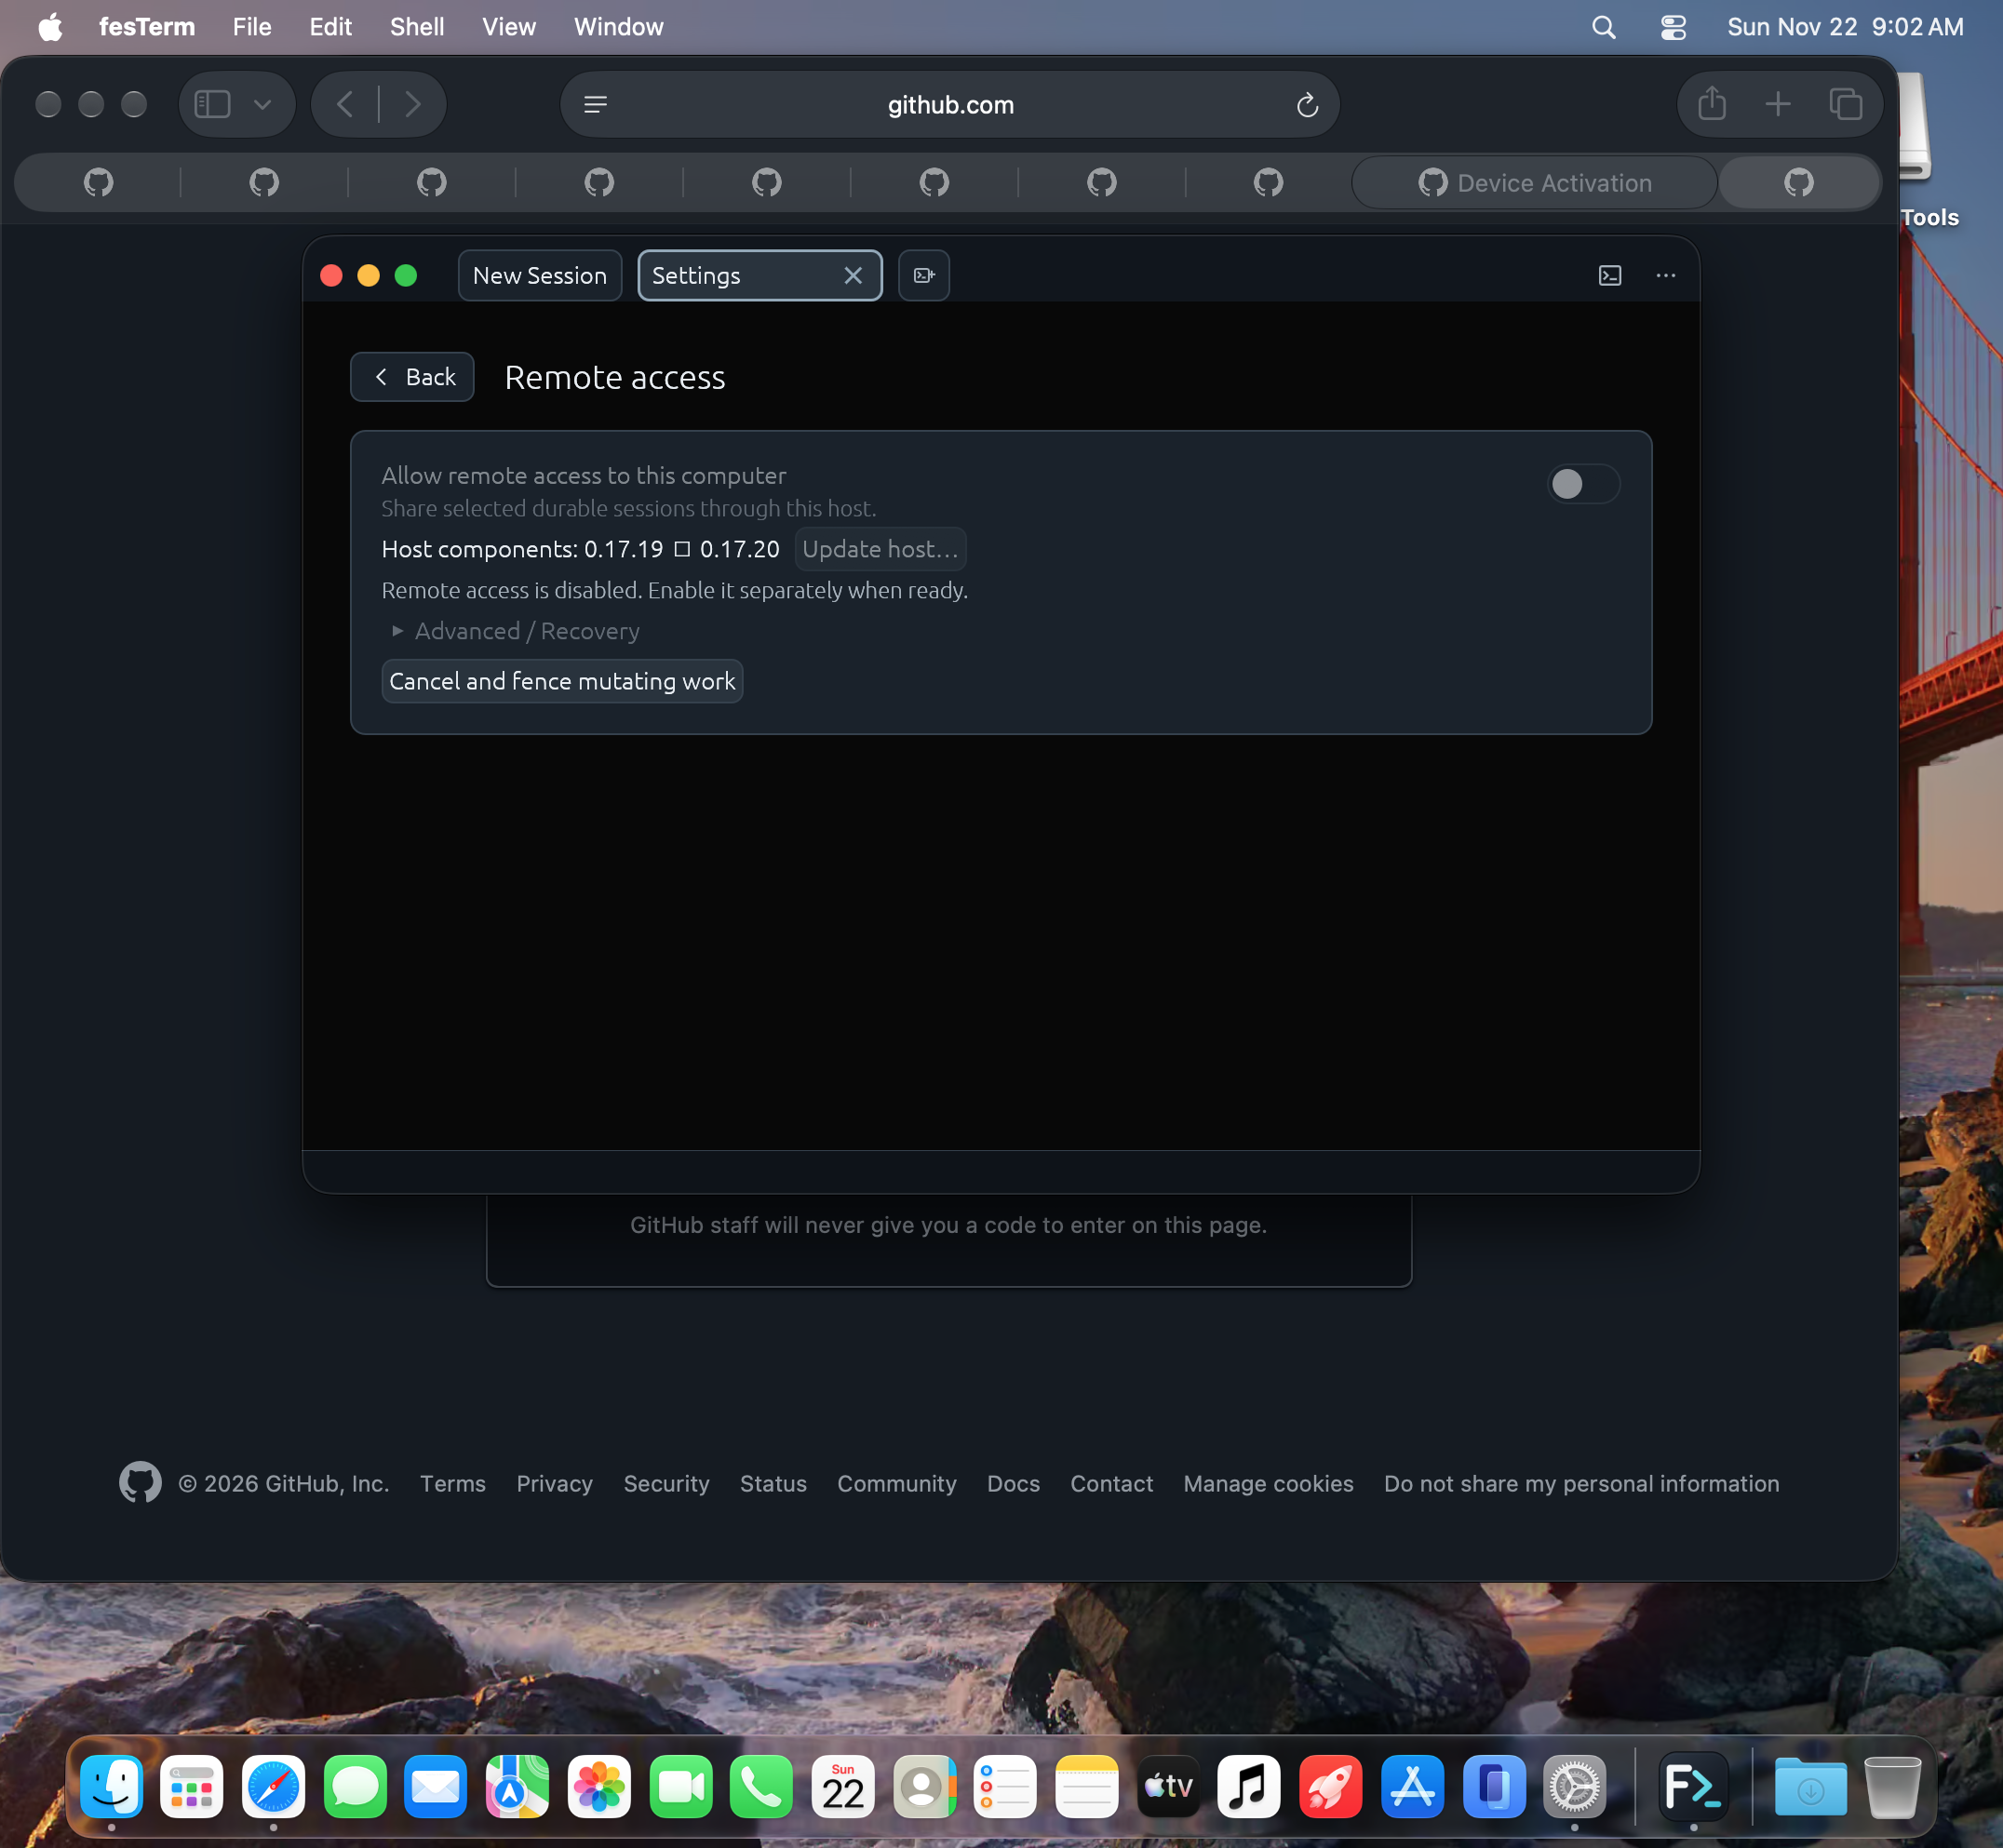 fesTerm File Edit Shell View Window Sun Nov 22 9:02 AM
github.com
Device Activation
Tools
New Session Settings
Back Remote access
Allow remote access to this computer
Share selected durable sessions through this host.
Host components: 0.17.19 □ 0.17.20 Update host...
Remote access is disabled. Enable it separately when ready.
Advanced / Recovery
Cancel and fence mutating work
GitHub staff will never give you a code to enter on this page.
© 2026 GitHub, Inc. Terms Privacy Security Status Community Docs Contact Manage cookies Do not share my personal information
Sun
22
tv